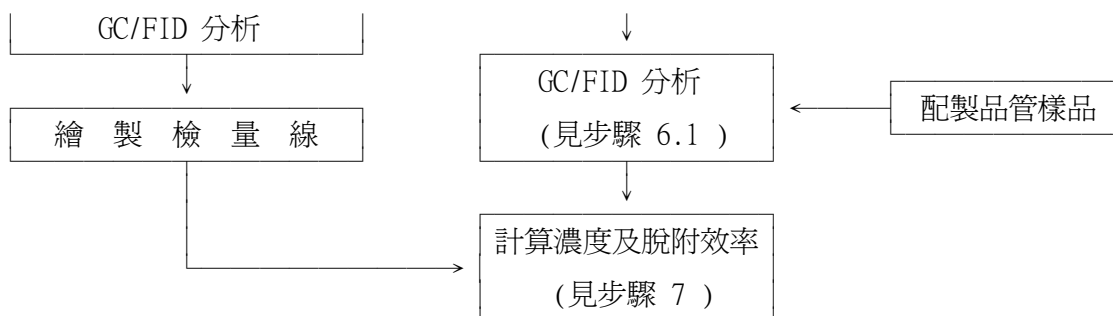 GC/FID 分析
繪 製 檢 量 線
GC/FID 分析
(見步驟 6.1 )
配製品管樣品
計算濃度及脫附效率
(見步驟 7 )